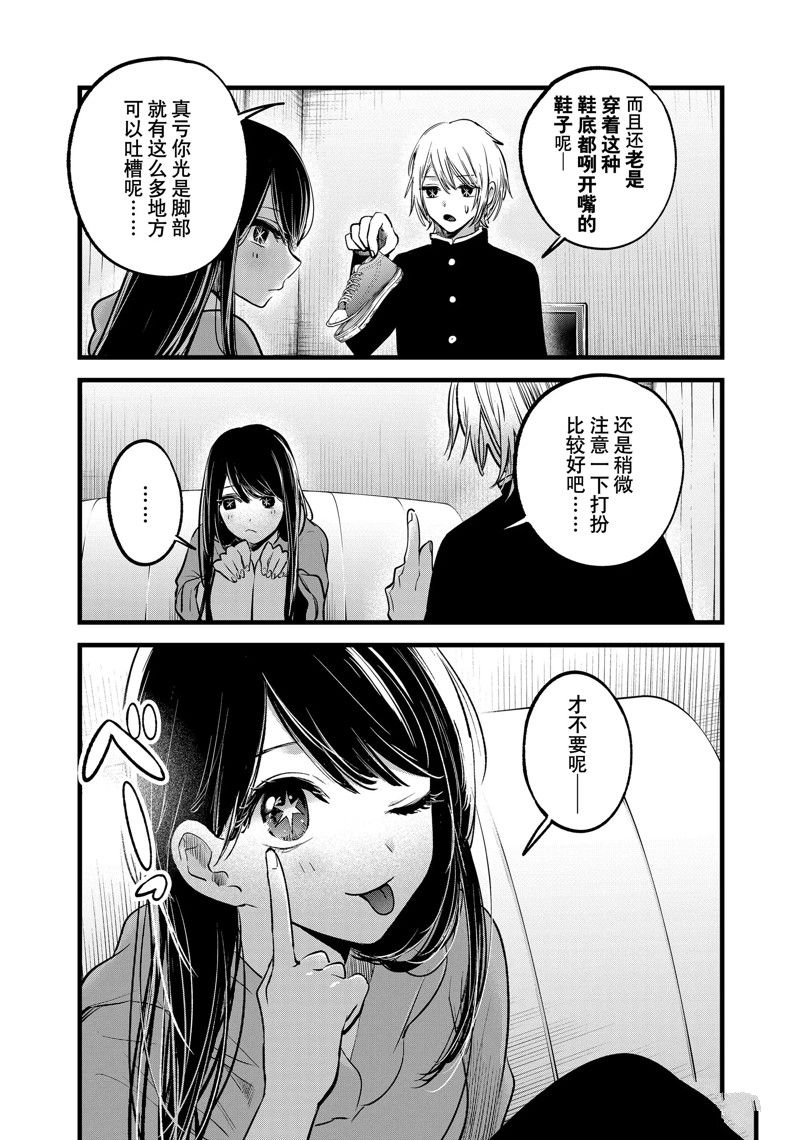 而且还老是
穿着这种
鞋底都咧开嘴的
鞋子呢—
真亏你光是脚部
就有这么多地方
可以吐槽呢……
还是稍微
注意一下打扮
比较好吧……
……
才不要呢——
べーっ